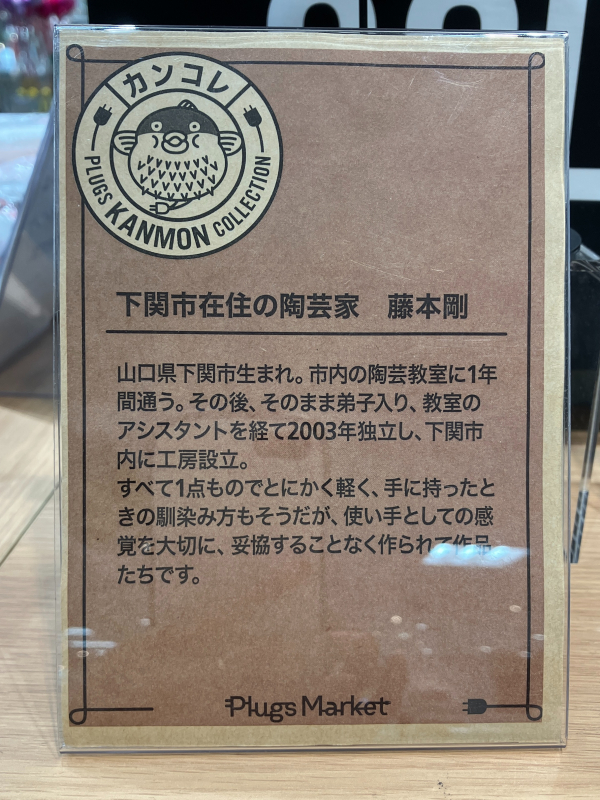 カンコレ
PLUGS KANMON COLLECTION
下関市在住の陶芸家　藤本剛
山口県下関市生まれ。市内の陶芸教室に1年
間通う。その後、そのまま弟子入り、教室の
アシスタントを経て2003年独立し、下関市
内に工房設立。
すべて1点ものでとにかく軽く、手に持ったと
きの馴染み方もそうだが、使い手としての感
覚を大切に、妥協することなく作られて作品
たちです。
Plugs Market